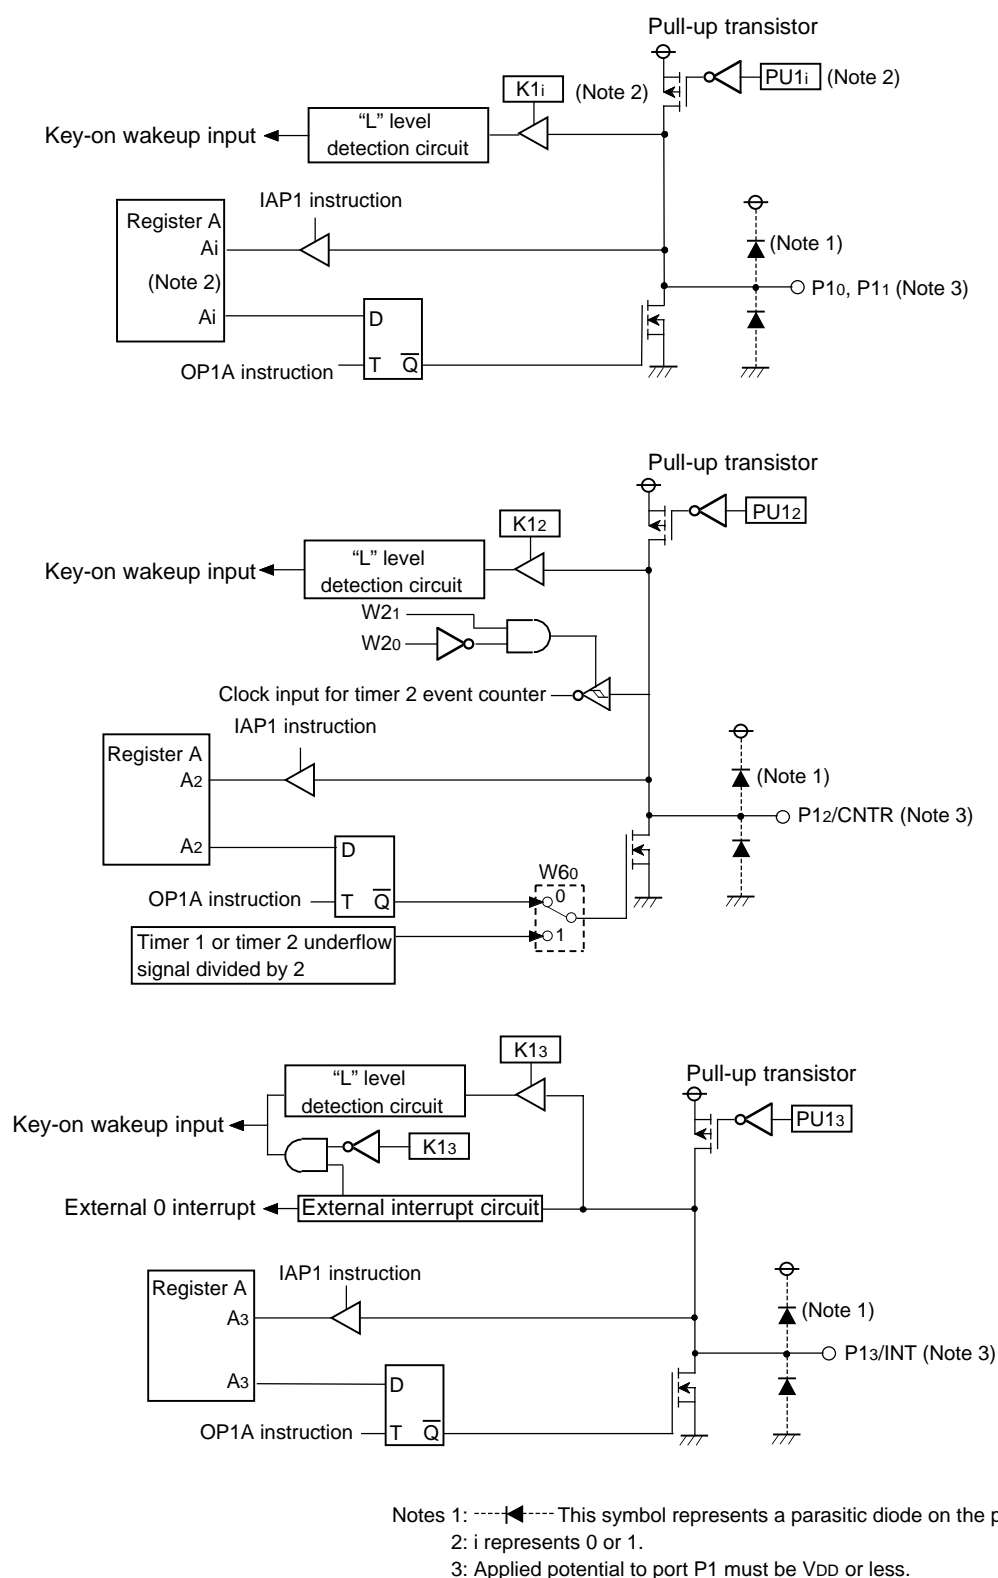 Pull-up transistor
K1i (Note 2)
PU1i (Note 2)
Key-on wakeup input
“L” level
detection circuit
IAP1 instruction
Register A
Ai
(Note 2)
Ai
D
T Q
OP1A instruction
(Note 1)
P10, P11 (Note 3)
Pull-up transistor
K12
PU12
Key-on wakeup input
“L” level
detection circuit
W21
W20
Clock input for timer 2 event counter
IAP1 instruction
Register A
A2
A2
D
T Q
OP1A instruction
W60
0
1
Timer 1 or timer 2 underflow
signal divided by 2
(Note 1)
P12/CNTR (Note 3)
K13
Pull-up transistor
PU13
“L” level
detection circuit
Key-on wakeup input
K13
External 0 interrupt
External interrupt circuit
IAP1 instruction
Register A
A3
A3
D
T Q
OP1A instruction
(Note 1)
P13/INT (Note 3)
Notes 1: This symbol represents a parasitic diode on the
2: i represents 0 or 1.
3: Applied potential to port P1 must be VDD or less.